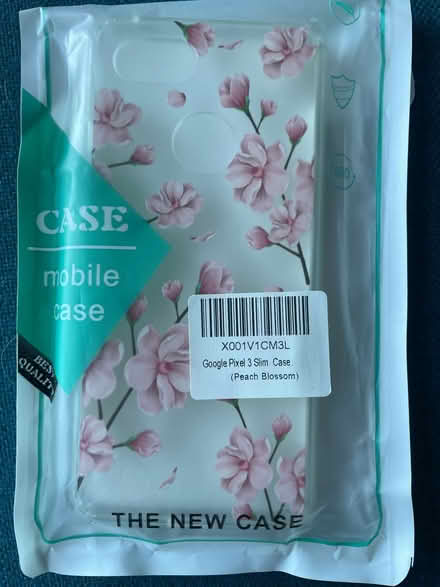 CASE
mobile
case
BEST
QUALITY
X001V1CM3L
Google Pixel 3 Slim Case
(Peach Blossom)
THE NEW CASE